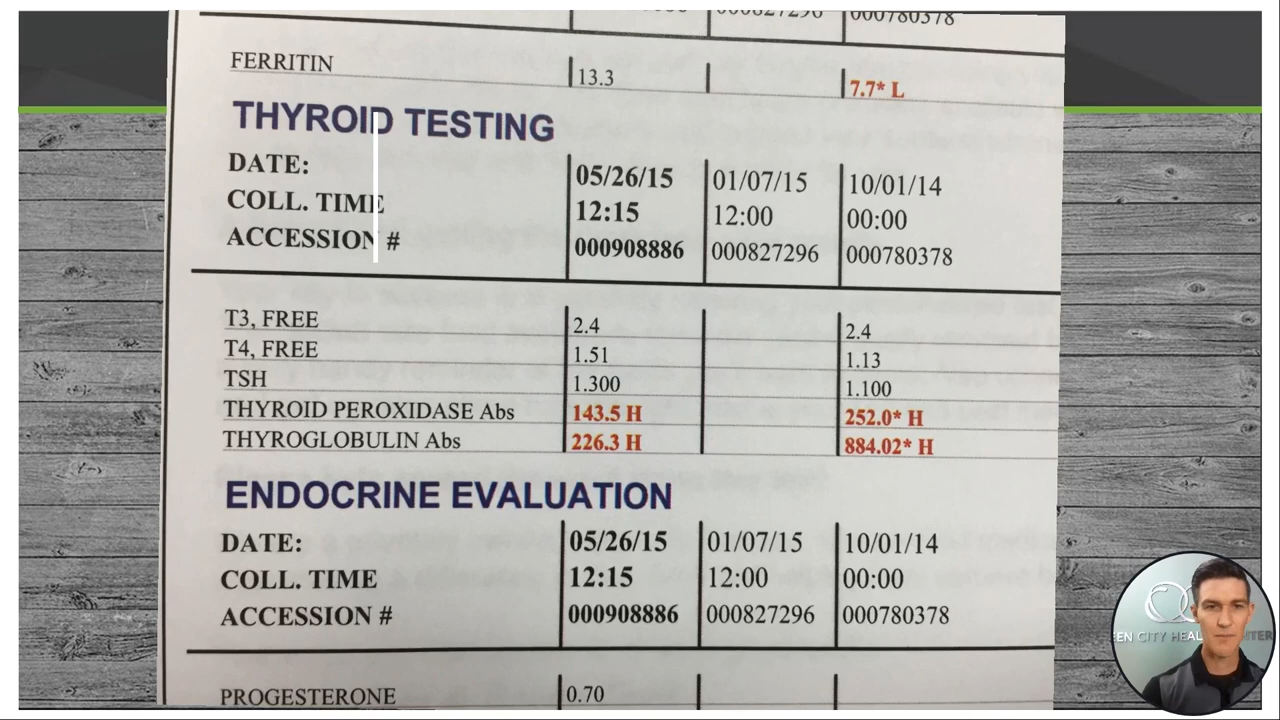 000827296 000780378
FERRITIN 13.3 7.7* L
THYROID TESTING
DATE: 05/26/15 01/07/15 10/01/14
COLL. TIME 12:15 12:00 00:00
ACCESSION # 000908886 000827296 000780378
T3, FREE 2.4 2.4
T4, FREE 1.51 1.13
TSH 1.300 1.100
THYROID PEROXIDASE Abs 143.5 H 252.0* H
THYROGLOBULIN Abs 226.3 H 884.02* H
ENDOCRINE EVALUATION
DATE: 05/26/15 01/07/15 10/01/14
COLL. TIME 12:15 12:00 00:00
ACCESSION # 000908886 000827296 000780378
PROGESTERONE 0.70
EEN CITY HEAL